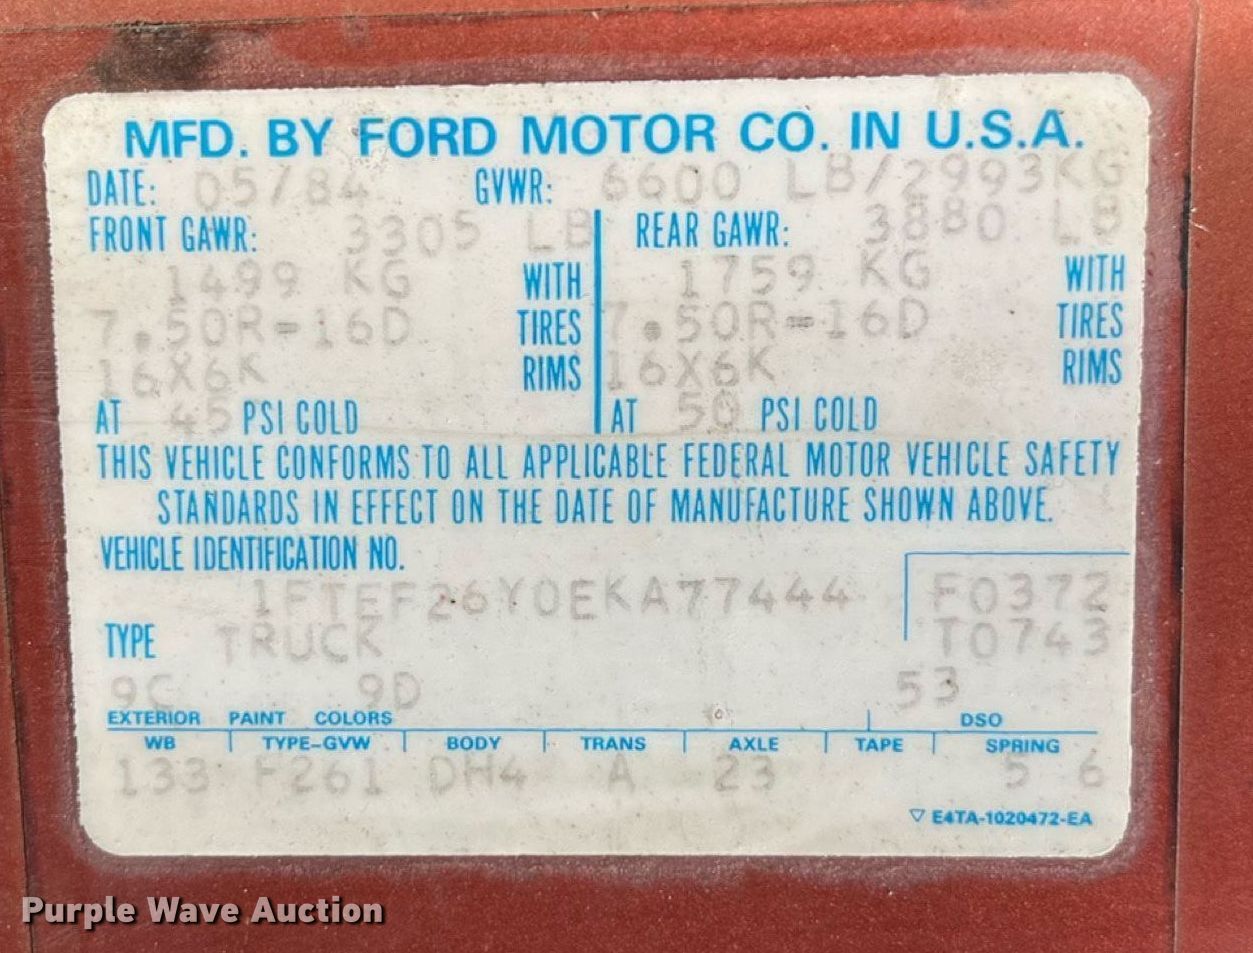 MFD. BY FORD MOTOR CO. IN U.S.A.
DATE: 05/84 GVWR: 6600 LB/2993KG
FRONT GAWR: 3305 LB REAR GAWR: 3880 LB
1499 KG WITH 1759 KG WITH
7.50R-16D TIRES 7.50R=16D TIRES
16X6K RIMS 16X6K RIMS
AT 45 PSI COLD AT 50 PSI COLD
THIS VEHICLE CONFORMS TO ALL APPLICABLE FEDERAL MOTOR VEHICLE SAFETY
STANDARDS IN EFFECT ON THE DATE OF MANUFACTURE SHOWN ABOVE.
VEHICLE IDENTIFICATION NO.
1FTEF26Y0EKA77444 F0372
TYPE TRUCK T0743
9C 9D 53
EXTERIOR PAINT COLORS DSO
WB TYPE-GVW BODY TRANS AXLE TAPE SPRING
133 F261 DH4 A 23 5 6
E4TA-1020472-EA
Purple Wave Auction